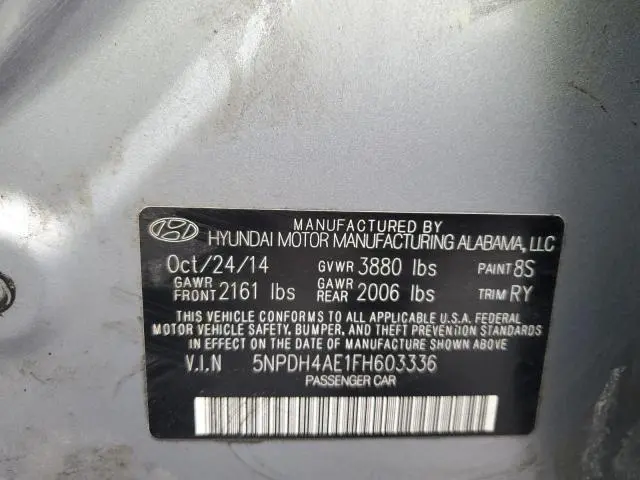 MANUFACTURED BY
HYUNDAI MOTOR MANUFACTURING ALABAMA, LLC
Oct/24/14 GVWR 3880 lbs PAINT 8S
GAWR FRONT 2161 lbs GAWR REAR 2006 lbs TRIM RY
THIS VEHICLE CONFORMS TO ALL APPLICABLE U.S.A. FEDERAL
MOTOR VEHICLE SAFETY, BUMPER, AND THEFT PREVENTION STANDARDS
IN EFFECT ON THE DATE OF MANUFACTURE SHOWN ABOVE
V.I.N 5NPDH4AE1FH603336
PASSENGER CAR